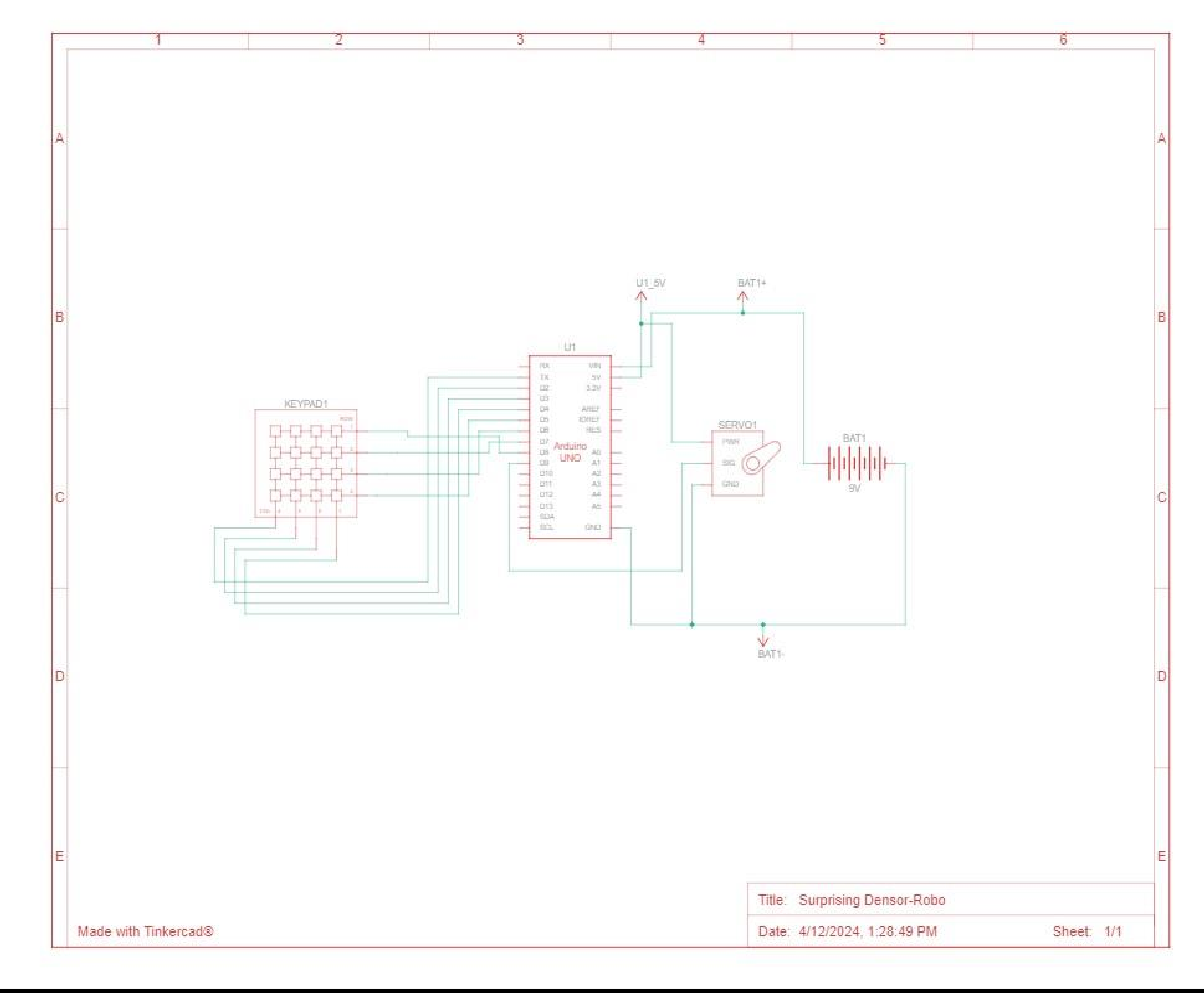 1 2 3 4 5 6
A A
U1_5V BAT1+
B B
U1
RX VIN
TX 5V
D2 3.3V
D3
KEYPAD1 D4 AREF
D5 IOREF
D6 RES
SERVO1
D7
Arduino
UNO
PWR
BAT1
D8 A0
D9 A1
SIG
D10 A2
D11 A3
GND
9V
D12 A4
C C
D13 A5
SDA
SCL GND
BAT1-
D D
E E
Title: Surprising Densor-Robo
Made with Tinkercad®
Date: 4/12/2024, 1:28:49 PM Sheet: 1/1